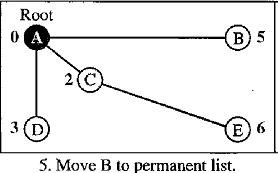 Root
0 A B 5
2 C
3 D E 6
5. Move B to permanent list.